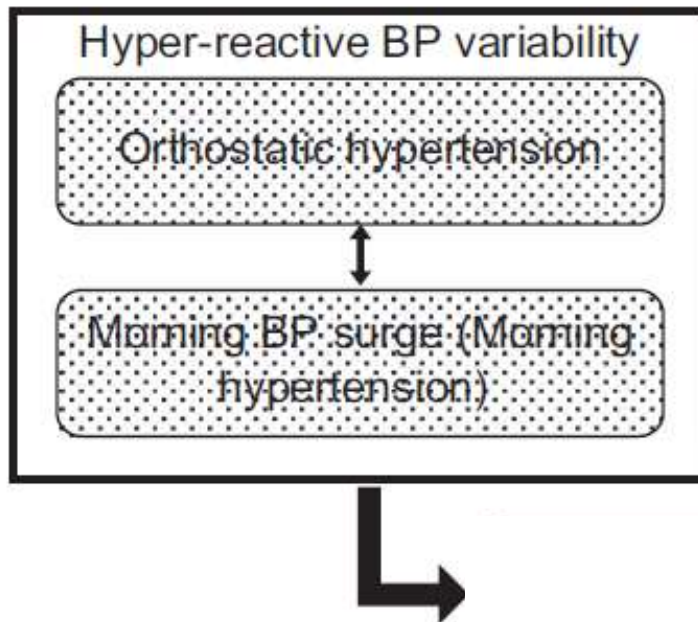 Hyper-reactive BP variability
Orthostatic hypertension
Morning BP surge (Morning
hypertension)